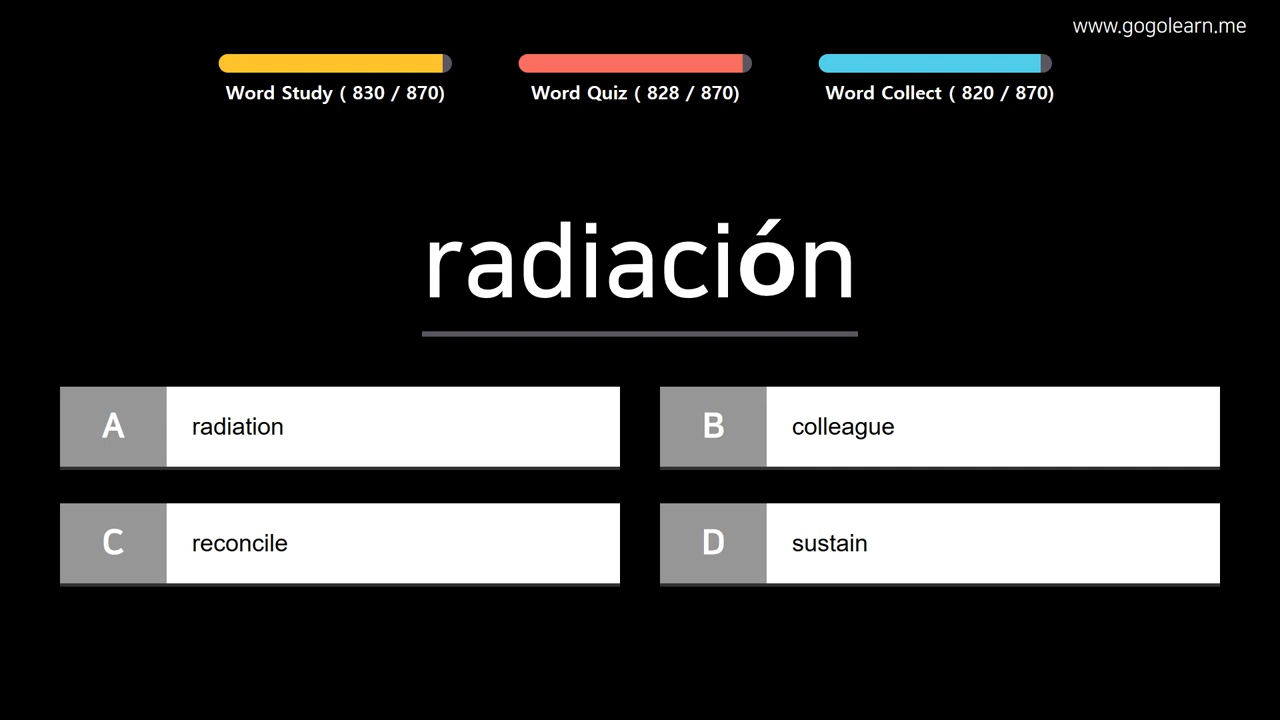 www.gogolearn.me
Word Study ( 830 / 870)
Word Quiz ( 828 / 870)
Word Collect ( 820 / 870)
radiación
A radiation
B colleague
C reconcile
D sustain